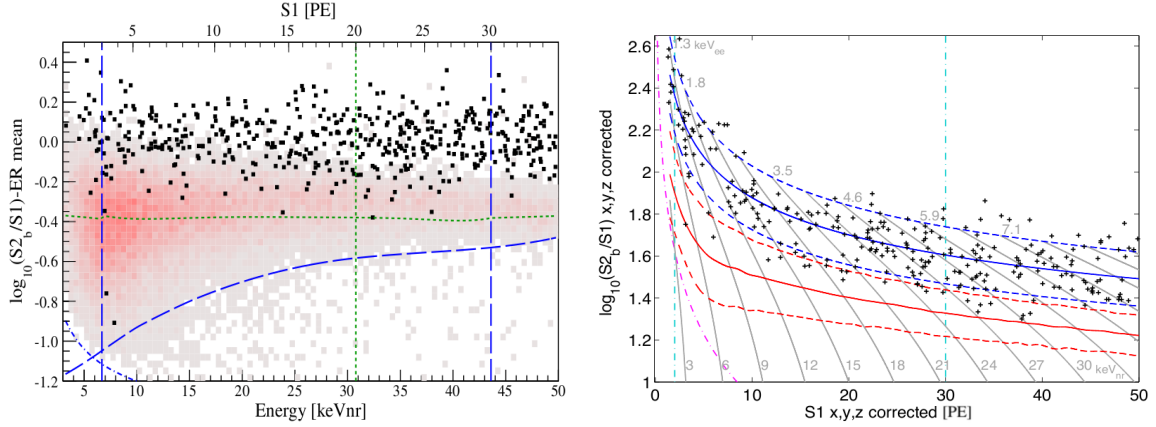 S1 [PE]
5 10 15 20 25 30
0.4
0.2
0.0
-0.2
-0.4
-0.6
-0.8
-1.0
-1.2
log₁₀(S2_b/S1)-ER mean
5 10 15 20 25 30 35 40 45 50
Energy [keVnr]
2.6
2.4
2.2
2
1.8
1.6
1.4
1.2
1
log₁₀(S2_b/S1) x,y,z corrected
1.3 keV_ee
1.8
3.5
4.6
5.9
7.1
3 6 9 12 15 18 21 24 27 30 keV_nr
0 10 20 30 40 50
S1 x,y,z corrected [PE]